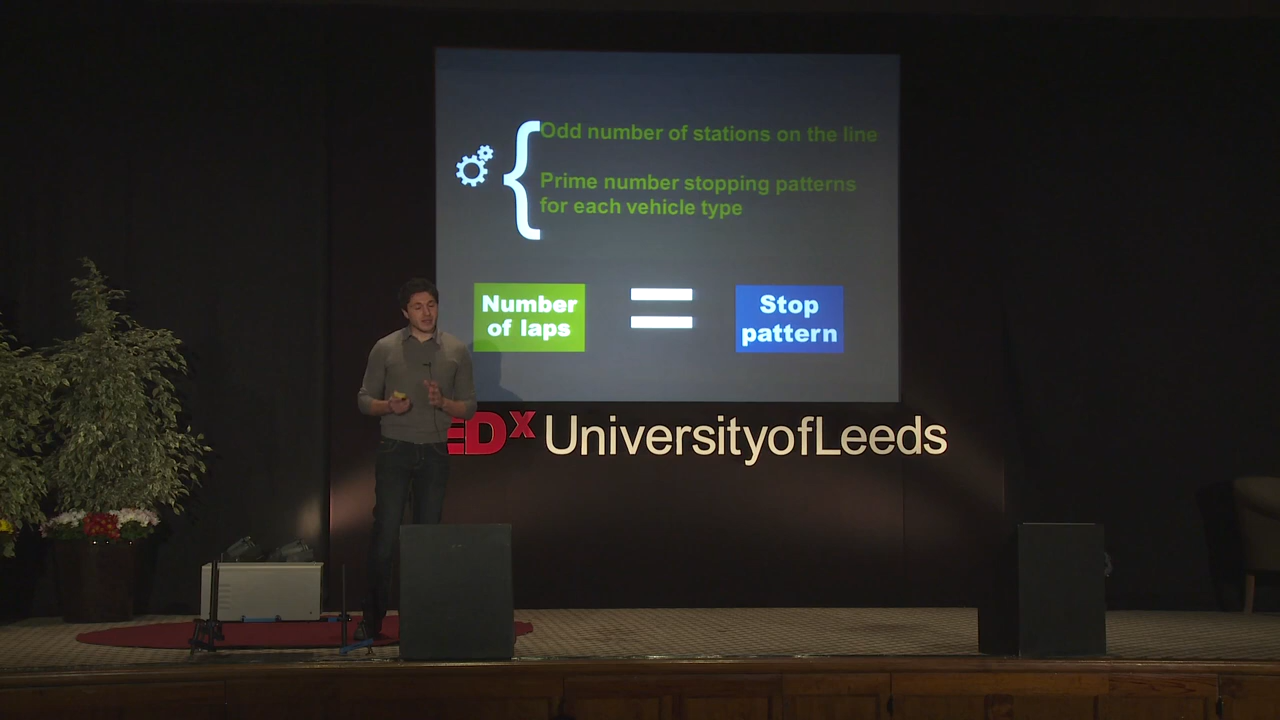 Odd number of stations on the line
Prime number stopping patterns
for each vehicle type
Number
of laps
=
Stop
pattern
EDx UniversityofLeeds